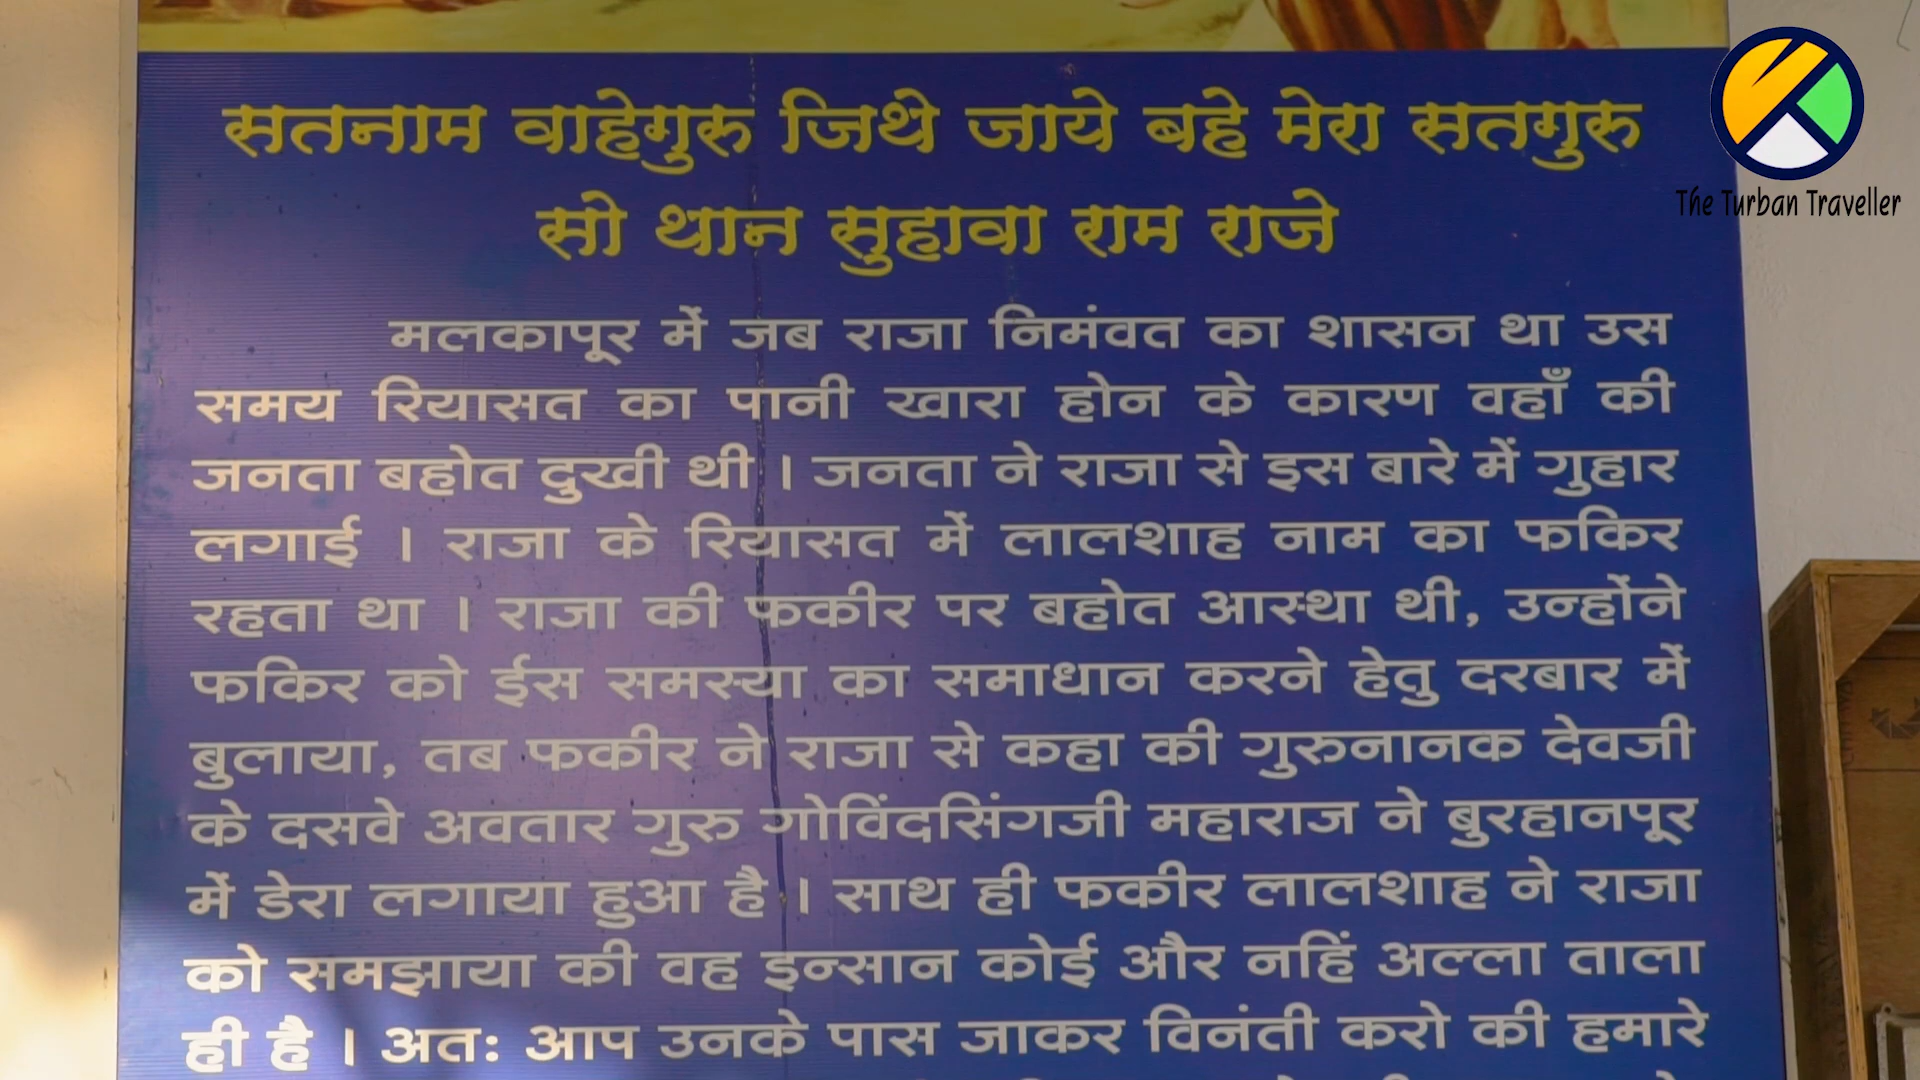 सतनाम वाहेगुरु जिथे जाये बहे मेरा सतगुरु
सो थान सुहावा राम राजे
The Turban Traveller
मलकापूर में जब राजा निमंवत का शासन था उस
समय रियासत का पानी खारा होन के कारण वहाँ की
जनता बहोत दुखी थी । जनता ने राजा से इस बारे में गुहार
लगाई । राजा के रियासत में लालशाह नाम का फकिर
रहता था । राजा की फकीर पर बहोत आस्था थी, उन्होंने
फकिर को ईस समस्या का समाधान करने हेतु दरबार में
बुलाया, तब फकीर ने राजा से कहा की गुरुनानक देवजी
के दसवे अवतार गुरु गोविंदसिंगजी महाराज ने बुरहानपूर
में डेरा लगाया हुआ है । साथ ही फकीर लालशाह ने राजा
को समझाया की वह इन्सान कोई और नहिं अल्ला ताला
ही है । अतः आप उनके पास जाकर विनंती करो की हमारे